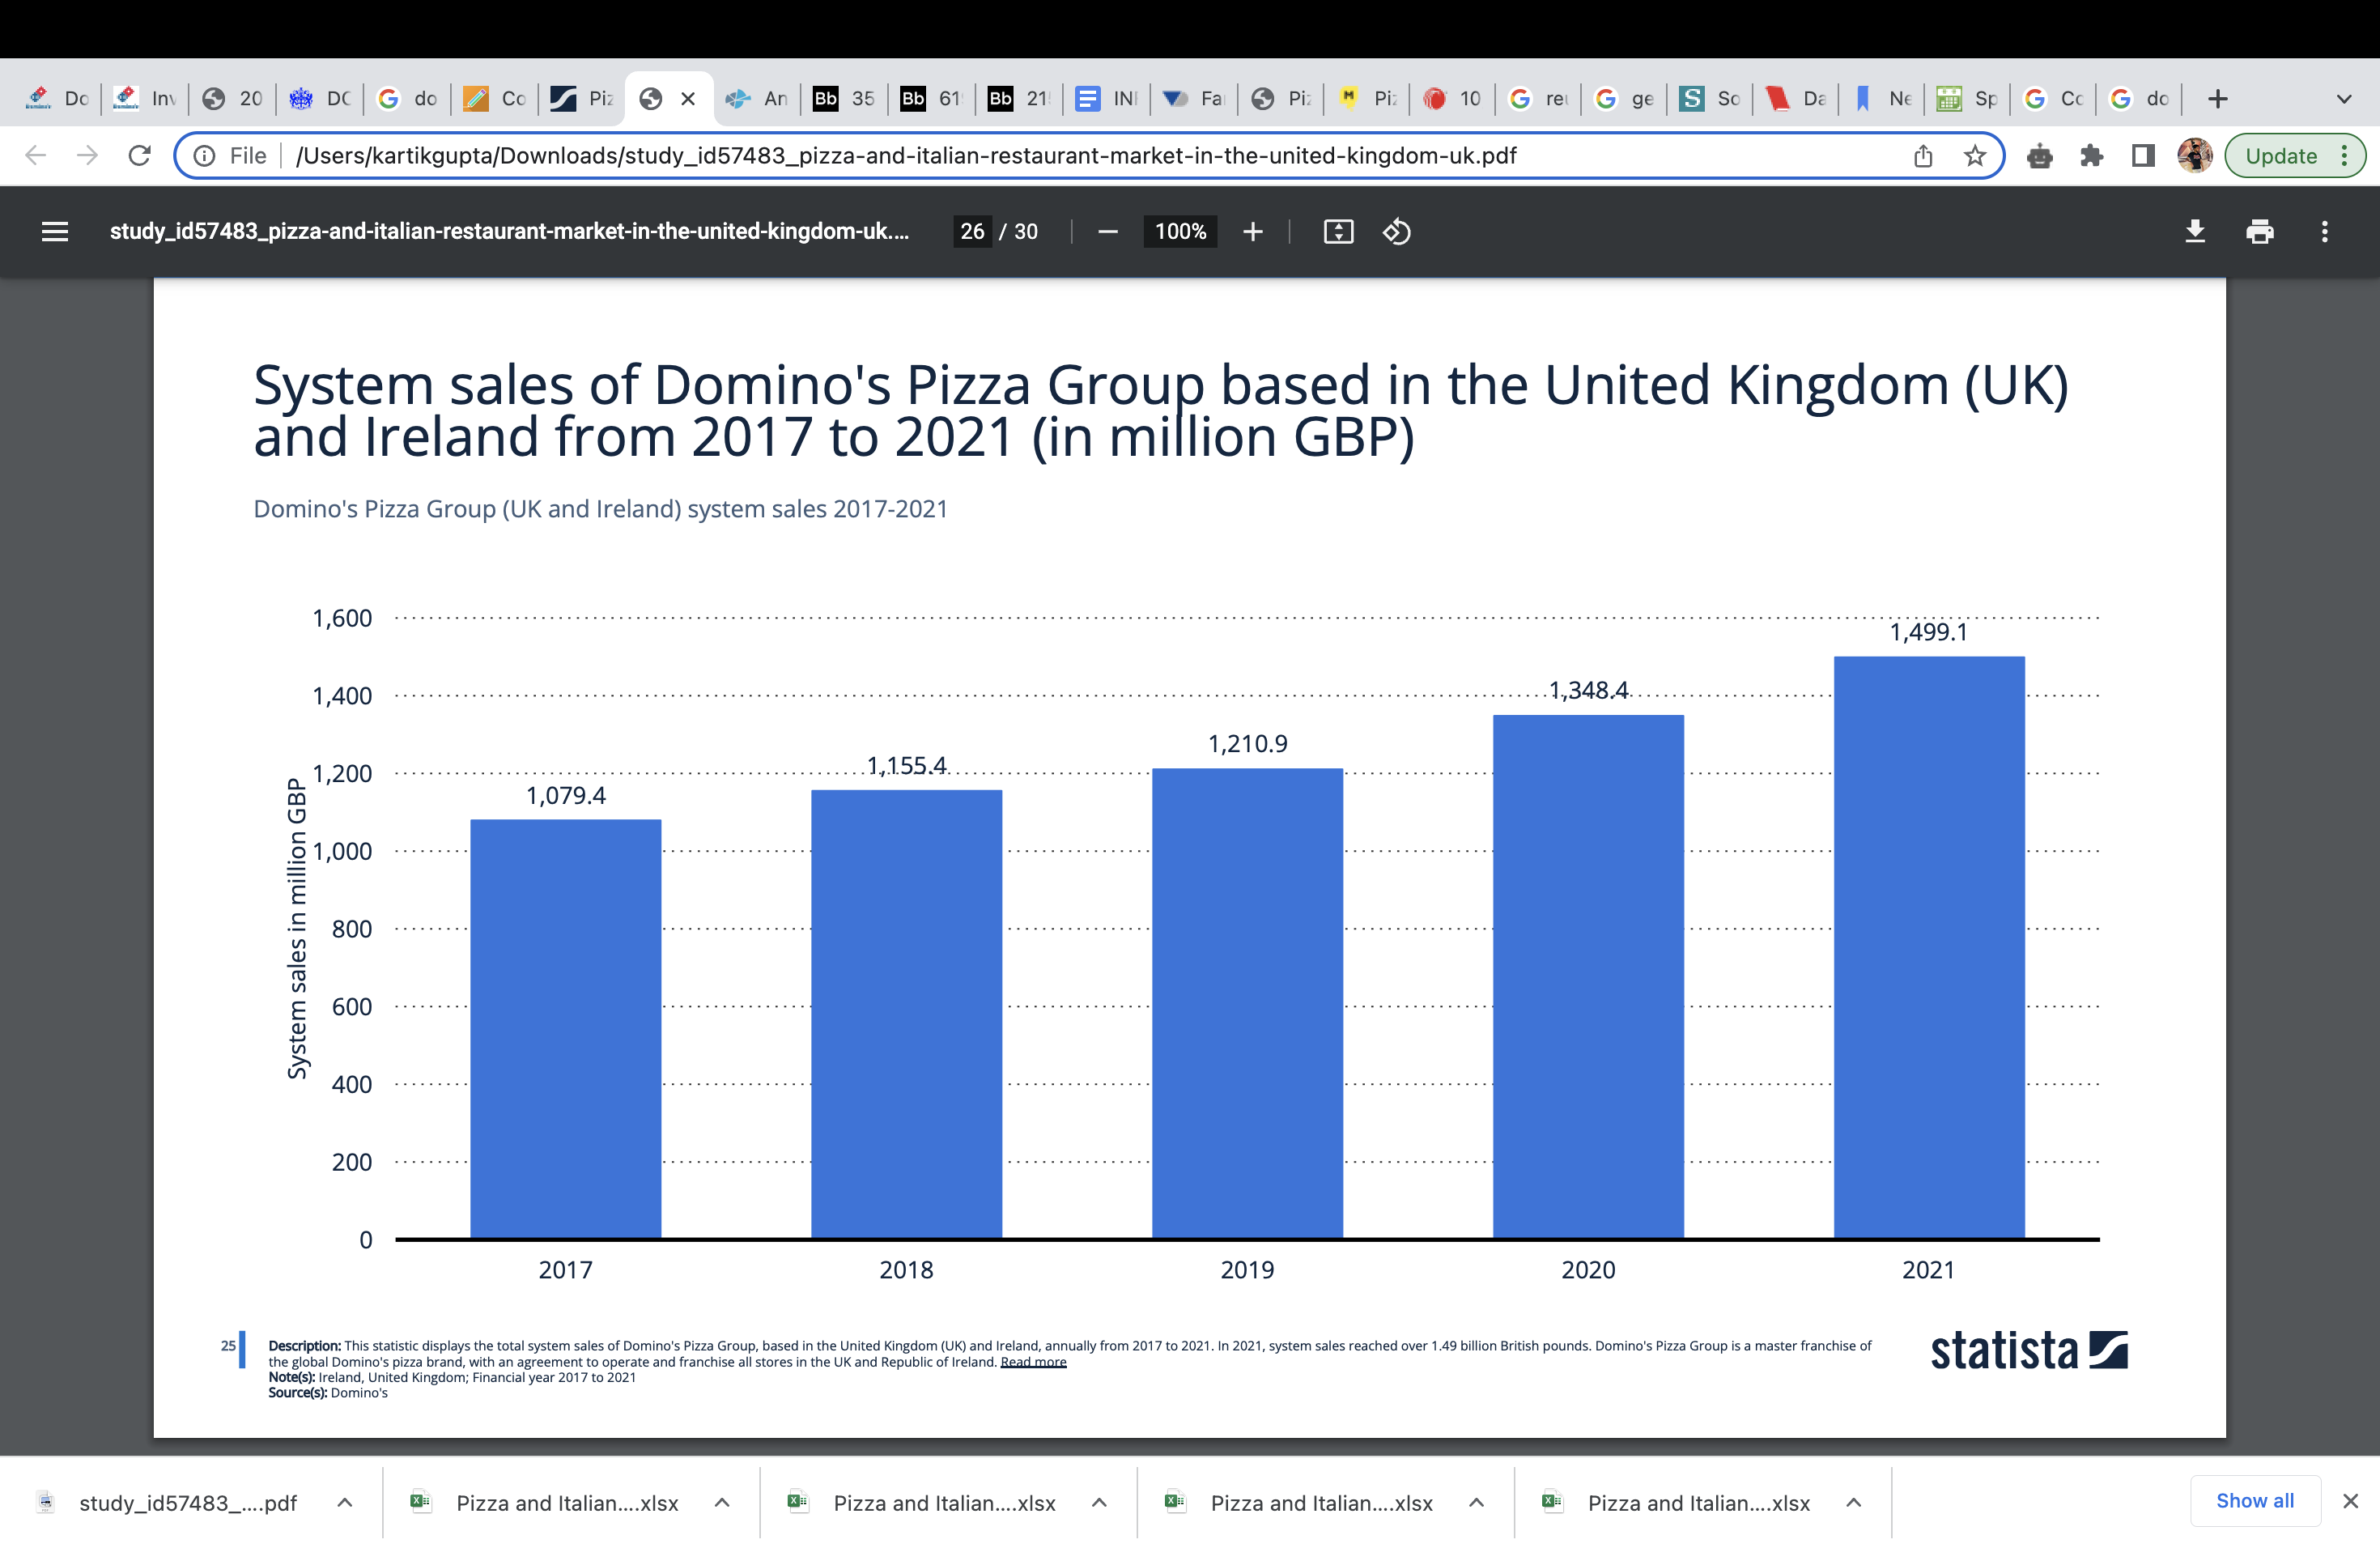 Do
Inv
20
DC
do
Co
Piz
An
35
61
21
INI
Fa
Piz
Piz
10
re
ge
So
Da
Ne
Sp
Cc
do
File
/Users/kartikgupta/Downloads/study_id57483_pizza-and-italian-restaurant-market-in-the-united-kingdom-uk.pdf
Update
study_id57483_pizza-and-italian-restaurant-market-in-the-united-kingdom-uk....
26 / 30
100%
System sales of Domino's Pizza Group based in the United Kingdom (UK)
and Ireland from 2017 to 2021 (in million GBP)
Domino's Pizza Group (UK and Ireland) system sales 2017-2021
System sales in million GBP
1,600
1,400
1,200
1,000
800
600
400
200
0
1,079.4
1,155.4
1,210.9
1,348.4
1,499.1
2017
2018
2019
2020
2021
25
Description: This statistic displays the total system sales of Domino's Pizza Group, based in the United Kingdom (UK) and Ireland, annually from 2017 to 2021. In 2021, system sales reached over 1.49 billion British pounds. Domino's Pizza Group is a master franchise of
the global Domino's pizza brand, with an agreement to operate and franchise all stores in the UK and Republic of Ireland. Read more
Note(s): Ireland, United Kingdom; Financial year 2017 to 2021
Source(s): Domino's
statista
study_id57483_....pdf
Pizza and Italian....xlsx
Pizza and Italian....xlsx
Pizza and Italian....xlsx
Pizza and Italian....xlsx
Show all